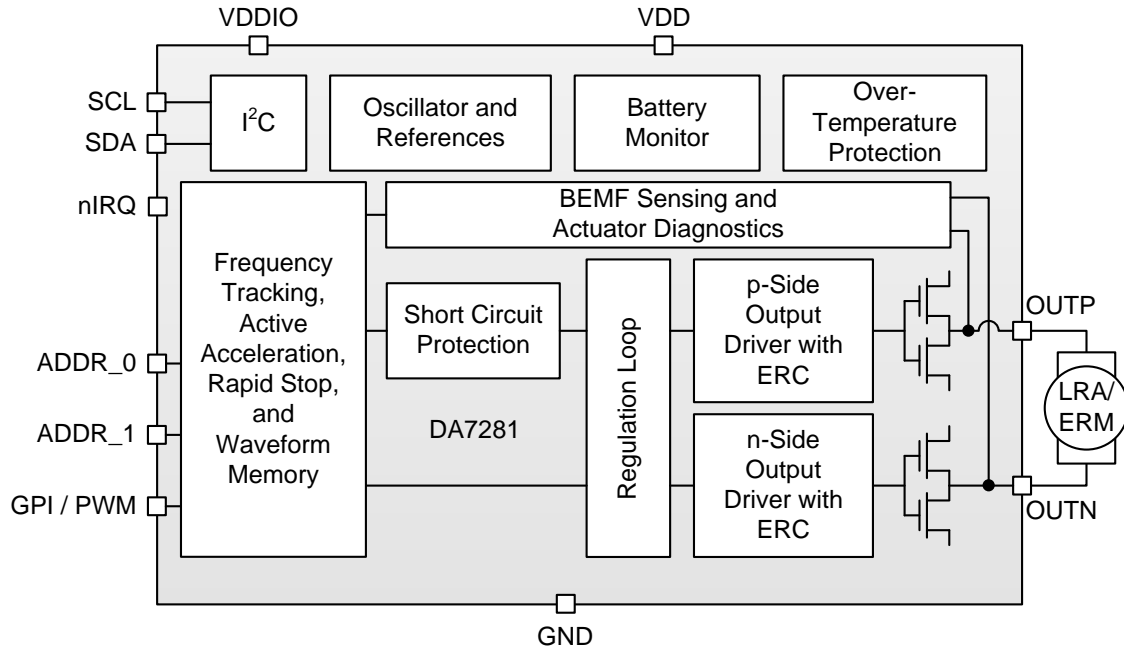 VDDIO
VDD
SCL
SDA
I²C
Oscillator and
References
Battery
Monitor
Over-
Temperature
Protection
nIRQ
BEMF Sensing and
Actuator Diagnostics
Frequency
Tracking,
Active
Acceleration,
Rapid Stop,
and
Waveform
Memory
Short Circuit
Protection
Regulation Loop
p-Side
Output
Driver with
ERC
OUTP
ADDR_0
ADDR_1
GPI / PWM
DA7281
n-Side
Output
Driver with
ERC
LRA/
ERM
OUTN
GND